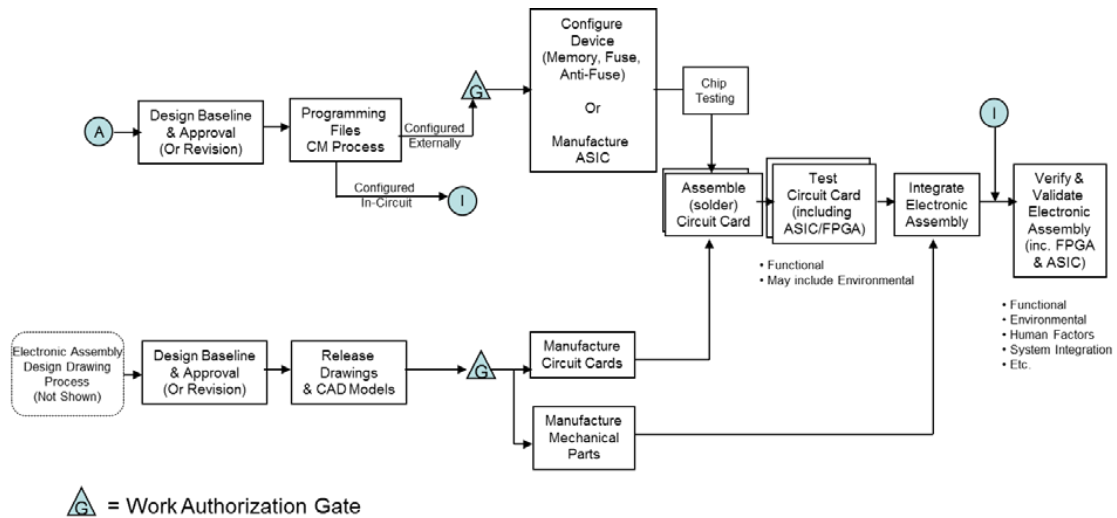 A
Design Baseline
& Approval
(Or Revision)
Programming
Files
CM Process
Configured
Externally
G
Configured
In-Circuit
I
Configure
Device
(Memory, Fuse,
Anti-Fuse)
Or
Manufacture
ASIC
Chip
Testing
Assemble
(solder)
Circuit Card
Test
Circuit Card
(including
ASIC/FPGA)
• Functional
• May include Environmental
Integrate
Electronic
Assembly
I
Verify &
Validate
Electronic
Assembly
(inc. FPGA
& ASIC)
• Functional
• Environmental
• Human Factors
• System Integration
• Etc.
Electronic Assembly
Design Drawing
Process
(Not Shown)
Design Baseline
& Approval
(Or Revision)
Release
Drawings
& CAD Models
G
Manufacture
Circuit Cards
Manufacture
Mechanical
Parts
G = Work Authorization Gate